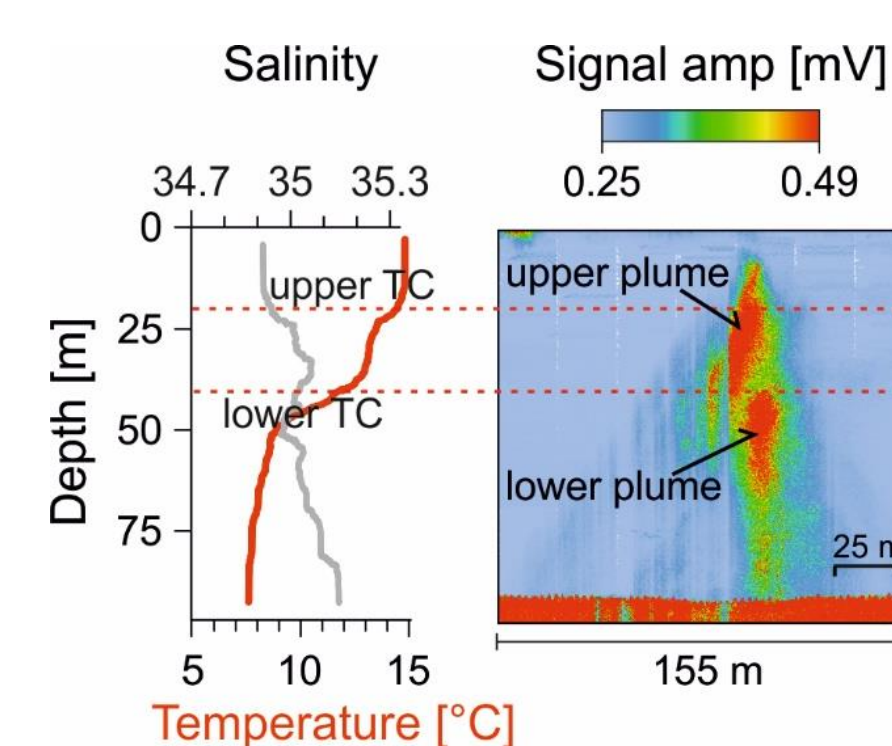 Salinity
34.7 35 35.3
0
25
50
75
Depth [m]
upper TC
lower TC
5 10 15
Temperature [°C]
Signal amp [mV]
0.25 0.49
upper plume
lower plume
25 m
155 m